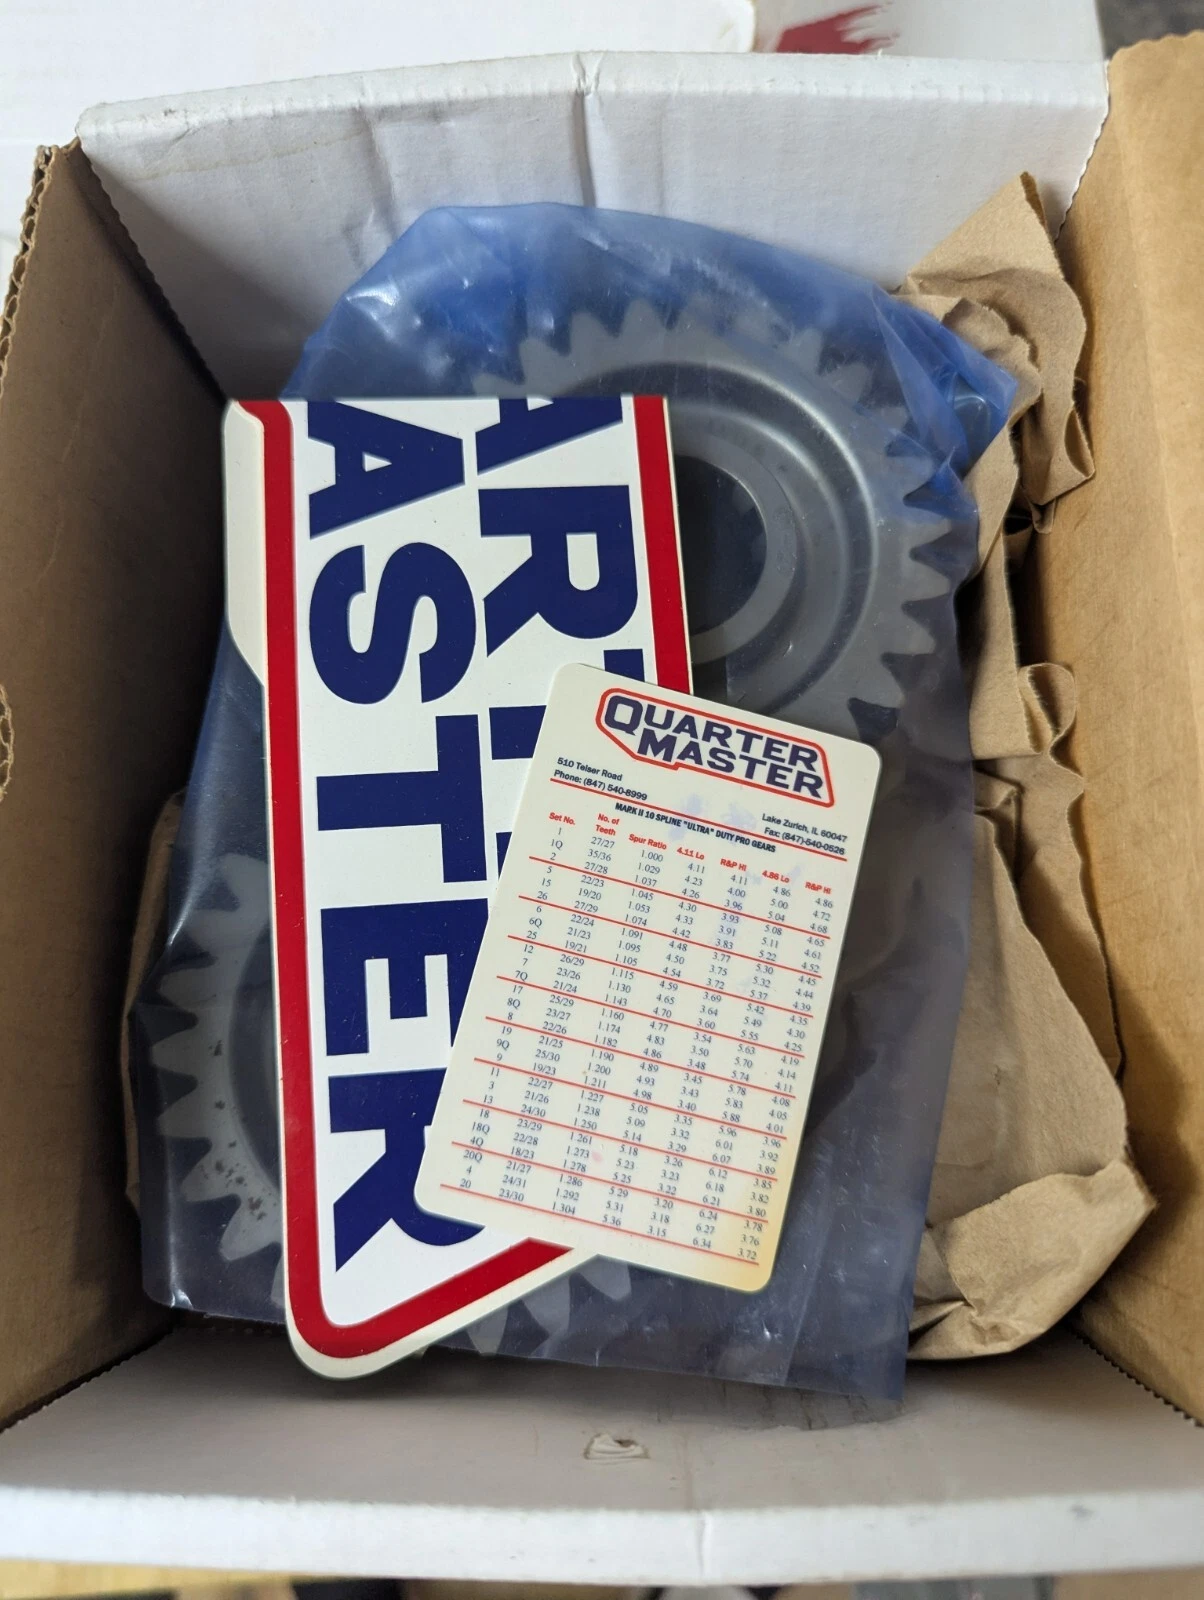 ART
ASTER
QUARTER
MASTER
510 Telser Road
Phone: (847) 540-8999
Lake Zurich, IL 60047
Fax: (847)-540-0526
MARK II 10 SPLINE "ULTRA" DUTY PRO GEARS
Set No. No. of Teeth Spur Ratio 4.11 Lo R&P Hi 4.86 Lo R&P Hi
1 27/27 1.000 4.11 4.11 4.86 4.86
1Q 35/36 1.029 4.23 4.00 5.00 4.72
2 27/28 1.037 4.26 3.96 5.04 4.68
5 22/23 1.045 4.30 3.93 5.08 4.65
15 19/20 1.053 4.33 3.91 5.11 4.61
26 27/29 1.074 4.42 3.83 5.22 4.52
6 22/24 1.091 4.48 3.77 5.30 4.45
6Q 21/23 1.095 4.50 3.75 5.32 4.44
25 19/21 1.105 4.54 3.72 5.37 4.39
12 26/29 1.115 4.59 3.69 5.42 4.35
7 23/26 1.130 4.65 3.64 5.49 4.30
7Q 21/24 1.143 4.70 3.60 5.55 4.25
17 25/29 1.160 4.77 3.54 5.63 4.19
8Q 23/27 1.174 4.83 3.50 5.70 4.14
8 22/26 1.182 4.86 3.48 5.74 4.11
19 21/25 1.190 4.89 3.45 5.78 4.08
9Q 25/30 1.200 4.93 3.43 5.83 4.05
9 19/23 1.211 4.98 3.40 5.88 4.01
11 22/27 1.227 5.05 3.35 5.96 3.96
3 21/26 1.238 5.09 3.32 6.01 3.92
13 24/30 1.250 5.14 3.29 6.07 3.89
18 23/29 1.261 5.18 3.26 6.12 3.85
18Q 22/28 1.273 5.23 3.23 6.18 3.82
4Q 18/23 1.278 5.25 3.22 6.21 3.80
20Q 21/27 1.286 5.29 3.20 6.24 3.78
4 24/31 1.292 5.31 3.18 6.27 3.76
20 23/30 1.304 5.36 3.15 6.34 3.72